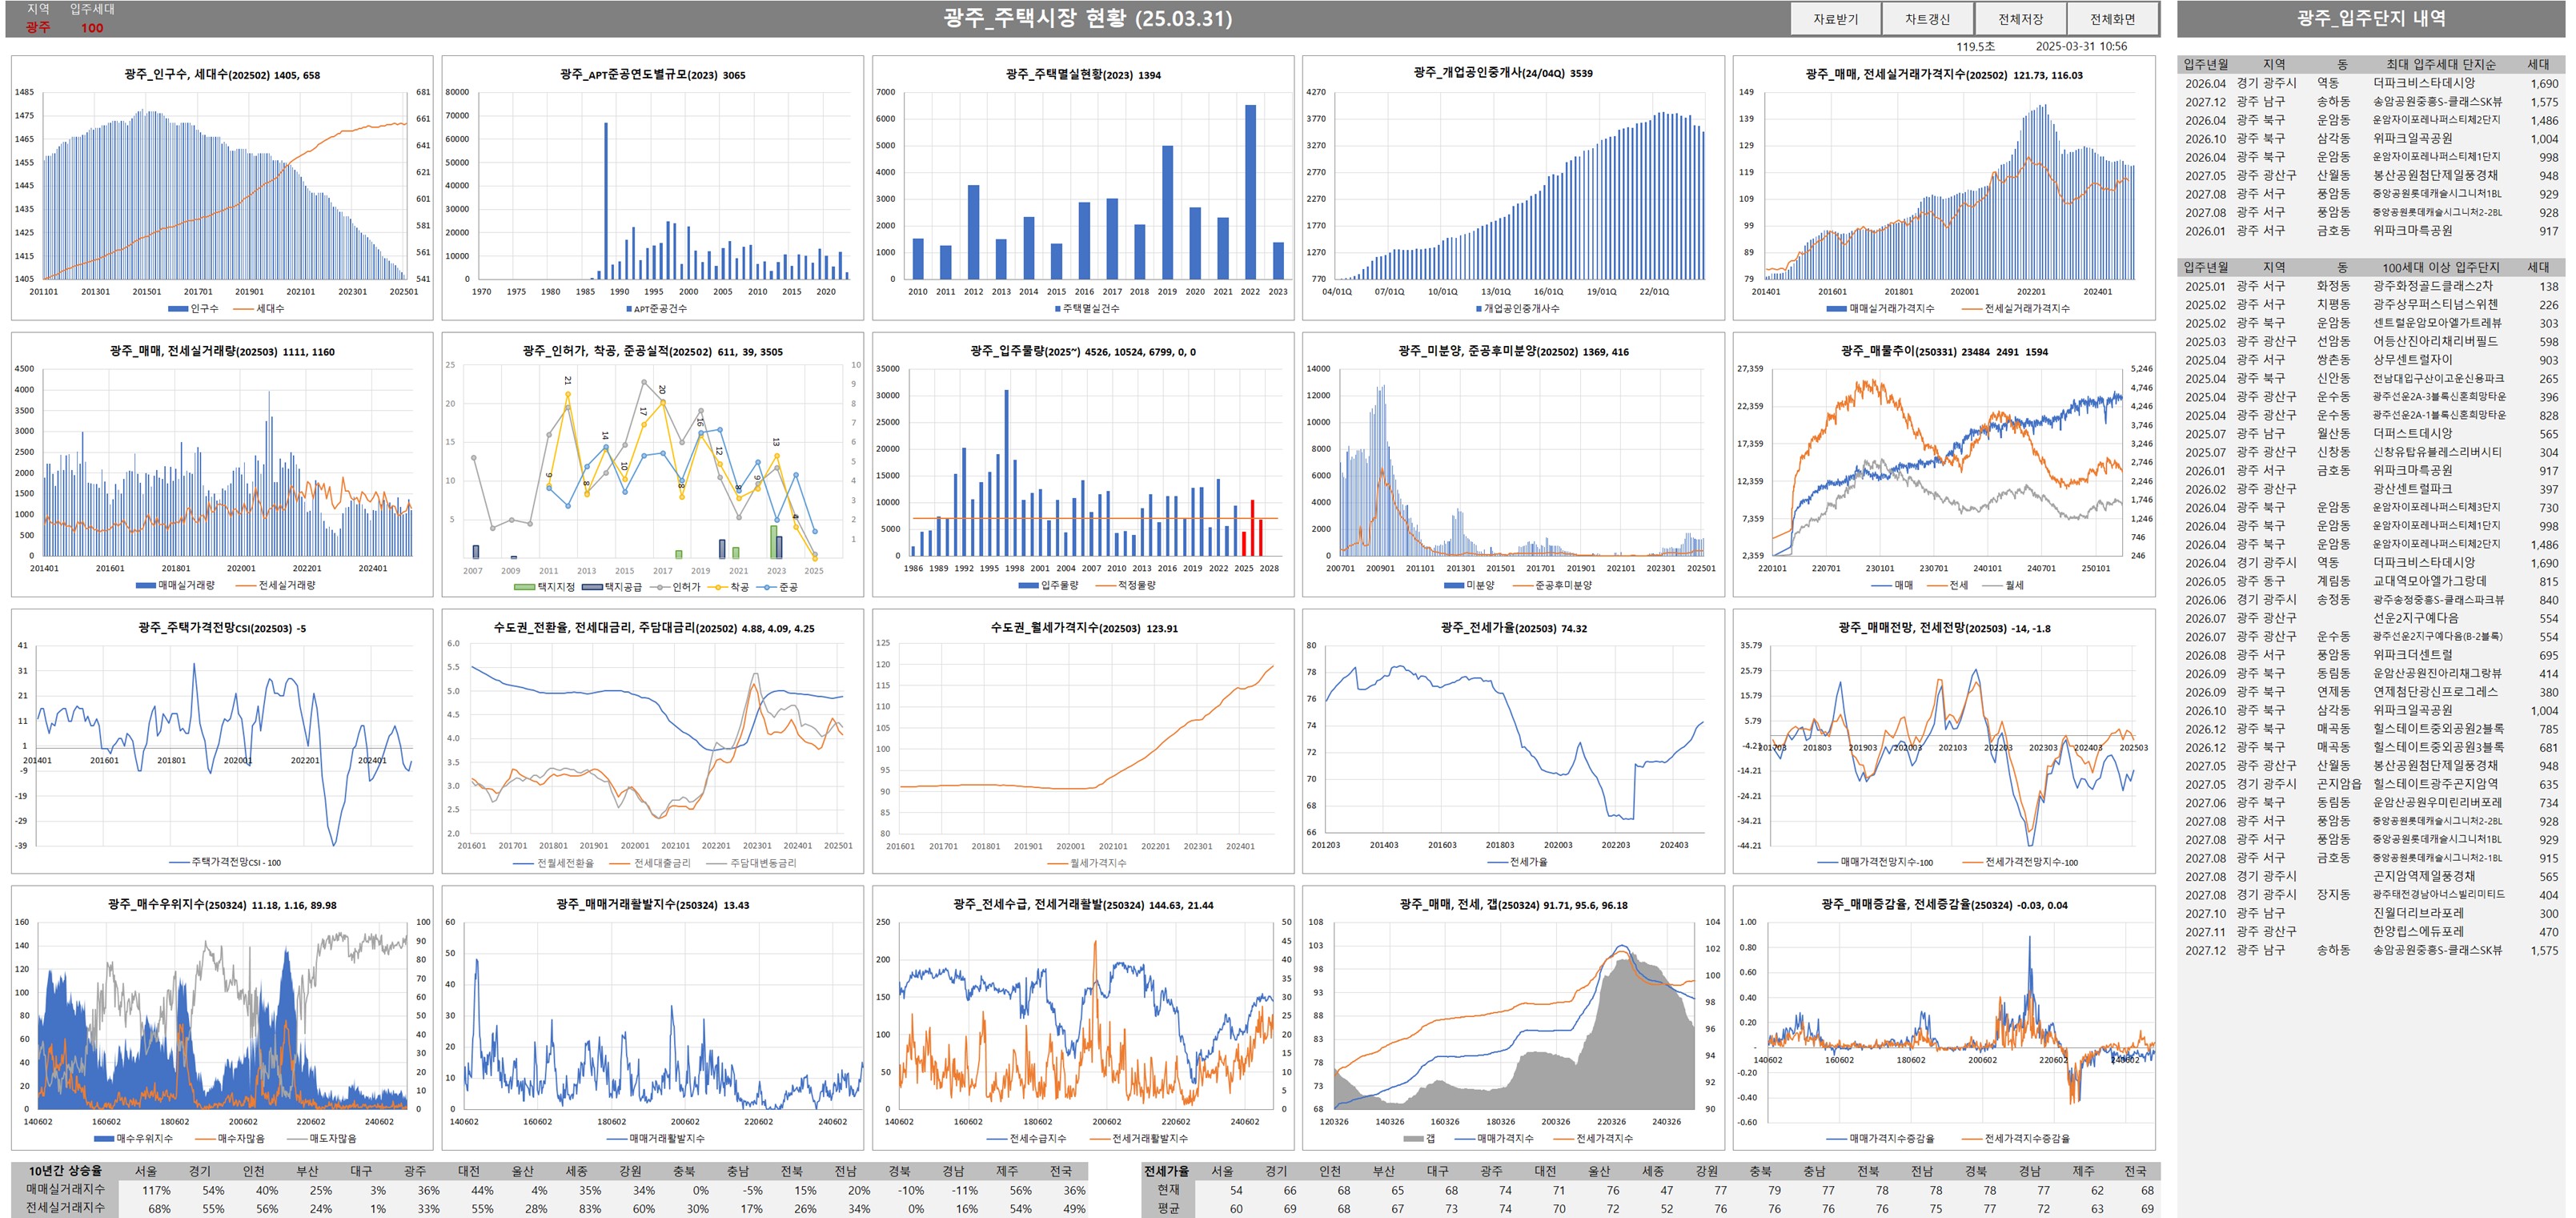 지역 입주세대
광주 100
광주_주택시장 현황 (25.03.31)
자료받기 차트갱신 전체저장 전체화면
119.5초 2025-03-31 10:56
광주_인구수, 세대수(202502) 1405, 658
인구수 세대수
광주_APT준공연도별규모(2023) 3065
APT준공건수
광주_주택멸실현황(2023) 1394
주택멸실건수
광주_개업공인중개사(24/04Q) 3539
개업공인중개사수
광주_매매, 전세실거래가격지수(202502) 121.73, 116.03
매매실거래가격지수 전세실거래가격지수
광주_매매, 전세실거래량(202503) 1111, 1160
매매실거래량 전세실거래량
광주_인허가, 착공, 준공실적(202502) 611, 39, 3505
택지지정 택지공급 인허가 착공 준공
광주_입주물량(2025~) 4526, 10524, 6799, 0, 0
입주물량 적정물량
광주_미분양, 준공후미분양(202502) 1369, 416
미분양 준공후미분양
광주_매물추이(250331) 23484 2491 1594
매매 전세 월세
광주_주택가격전망CSI(202503) -5
주택가격전망CSI - 100
수도권_전환율, 전세대금리, 주담대금리(202502) 4.88, 4.09, 4.25
전월세전환율 전세대출금리 주담대변동금리
수도권_월세가격지수(202503) 123.91
월세가격지수
광주_전세가율(202503) 74.32
전세가율
광주_매매전망, 전세전망(202503) -14, -1.8
매매가격전망지수-100 전세가격전망지수-100
광주_매수우위지수(250324) 11.18, 1.16, 89.98
매수우위지수 매수자많음 매도자많음
광주_매매거래활발지수(250324) 13.43
매매거래활발지수
광주_전세수급, 전세거래활발(250324) 144.63, 21.44
전세수급지수 전세거래활발지수
광주_매매, 전세, 갭(250324) 91.71, 95.6, 96.18
갭 매매가격지수 전세가격지수
광주_매매증감율, 전세증감율(250324) -0.03, 0.04
매매가격지수증감율 전세가격지수증감율
10년간 상승율 서울 경기 인천 부산 대구 광주 대전 울산 세종 강원 충북 충남 전북 전남 경북 경남 제주 전국
매매실거래지수 117% 54% 40% 25% 3% 36% 44% 4% 35% 34% 0% -5% 15% 20% -10% -11% 56% 36%
전세실거래지수 68% 55% 56% 24% 1% 33% 55% 28% 83% 60% 30% 17% 26% 34% 0% 16% 54% 49%
전세가율 서울 경기 인천 부산 대구 광주 대전 울산 세종 강원 충북 충남 전북 전남 경북 경남 제주 전국
현재 54 66 68 65 68 74 71 76 47 77 79 77 78 78 78 77 62 68
평균 60 69 68 67 73 74 70 72 52 76 76 76 76 75 77 72 63 69
광주_입주단지 내역
입주년월 지역 동 최대 입주세대 단지순 세대
2026.04 경기 광주시 역동 더파크비스타데시앙 1,690
2027.12 광주 남구 송하동 송암공원중흥S-클래스SK뷰 1,575
2026.04 광주 북구 운암동 운암자이포레나퍼스티체2단지 1,486
2026.10 광주 북구 삼각동 위파크일곡공원 1,004
2026.04 광주 북구 운암동 운암자이포레나퍼스티체1단지 998
2027.05 광주 광산구 산월동 봉산공원첨단제일풍경채 948
2027.08 광주 서구 풍암동 중앙공원롯데캐슬시그니처1BL 929
2027.08 광주 서구 풍암동 중앙공원롯데캐슬시그니처2-2BL 928
2026.01 광주 서구 금호동 위파크마륵공원 917
입주년월 지역 동 100세대 이상 입주단지 세대
2025.01 광주 서구 화정동 광주화정골드클래스2차 138
2025.02 광주 서구 치평동 광주상무퍼스티넘스위첸 226
2025.02 광주 북구 운암동 센트럴운암모아엘가트레뷰 303
2025.03 광주 광산구 선암동 어등산진아리채리버필드 598
2025.04 광주 서구 쌍촌동 상무센트럴자이 903
2025.04 광주 북구 신안동 전남대입구산이고운신용파크 265
2025.04 광주 광산구 운수동 광주선운2A-3블록신혼희망타운 396
2025.04 광주 광산구 운수동 광주선운2A-1블록신혼희망타운 828
2025.07 광주 남구 월산동 더퍼스트데시앙 565
2025.07 광주 광산구 신창동 신창유탑유블레스리버시티 304
2026.01 광주 서구 금호동 위파크마륵공원 917
2026.02 광주 광산구 광산센트럴파크 397
2026.04 광주 북구 운암동 운암자이포레나퍼스티체3단지 730
2026.04 광주 북구 운암동 운암자이포레나퍼스티체1단지 998
2026.04 광주 북구 운암동 운암자이포레나퍼스티체2단지 1,486
2026.04 경기 광주시 역동 더파크비스타데시앙 1,690
2026.05 광주 동구 계림동 교대역모아엘가그랑데 815
2026.06 경기 광주시 송정동 광주송정중흥S-클래스파크뷰 840
2026.07 광주 광산구 선운2지구예다음 554
2026.07 광주 광산구 운수동 광주선운2지구예다음(B-2블록) 554
2026.08 광주 서구 풍암동 위파크더센트럴 695
2026.09 광주 북구 동림동 운암산공원진아리채그랑뷰 414
2026.09 광주 북구 연제동 연제첨단광신프로그레스 380
2026.10 광주 북구 삼각동 위파크일곡공원 1,004
2026.12 광주 북구 매곡동 힐스테이트중외공원2블록 785
2026.12 광주 북구 매곡동 힐스테이트중외공원3블록 681
2027.05 광주 광산구 산월동 봉산공원첨단제일풍경채 948
2027.05 경기 광주시 곤지암읍 힐스테이트광주곤지암역 635
2027.06 광주 북구 동림동 운암산공원우미린리버포레 734
2027.08 광주 서구 풍암동 중앙공원롯데캐슬시그니처2-2BL 928
2027.08 광주 서구 풍암동 중앙공원롯데캐슬시그니처1BL 929
2027.08 광주 서구 금호동 중앙공원롯데캐슬시그니처2-1BL 915
2027.08 경기 광주시 곤지암역제일풍경채 565
2027.08 경기 광주시 장지동 광주태전경남아너스빌리미티드 404
2027.10 광주 남구 진월더리브라포레 300
2027.11 광주 광산구 한양립스에듀포레 470
2027.12 광주 남구 송하동 송암공원중흥S-클래스SK뷰 1,575